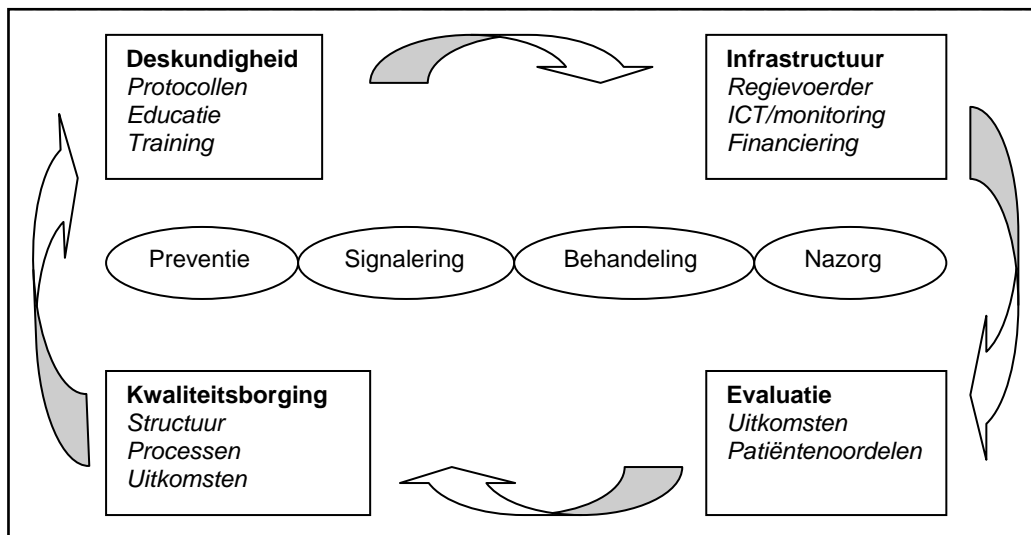 Deskundigheid
Protocollen
Educatie
Training
Infrastructuur
Regievoerder
ICT/monitoring
Financiering
Preventie
Signalering
Behandeling
Nazorg
Kwaliteitsborging
Structuur
Processen
Uitkomsten
Evaluatie
Uitkomsten
Patiëntenoordelen